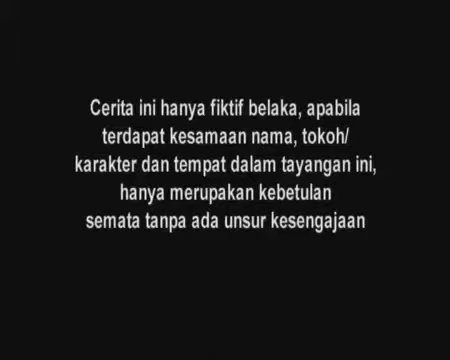 Cerita ini hanya fiktif belaka, apabila
terdapat kesamaan nama, tokoh/
karakter dan tempat dalam tayangan ini,
hanya merupakan kebetulan
semata tanpa ada unsur kesengajaan